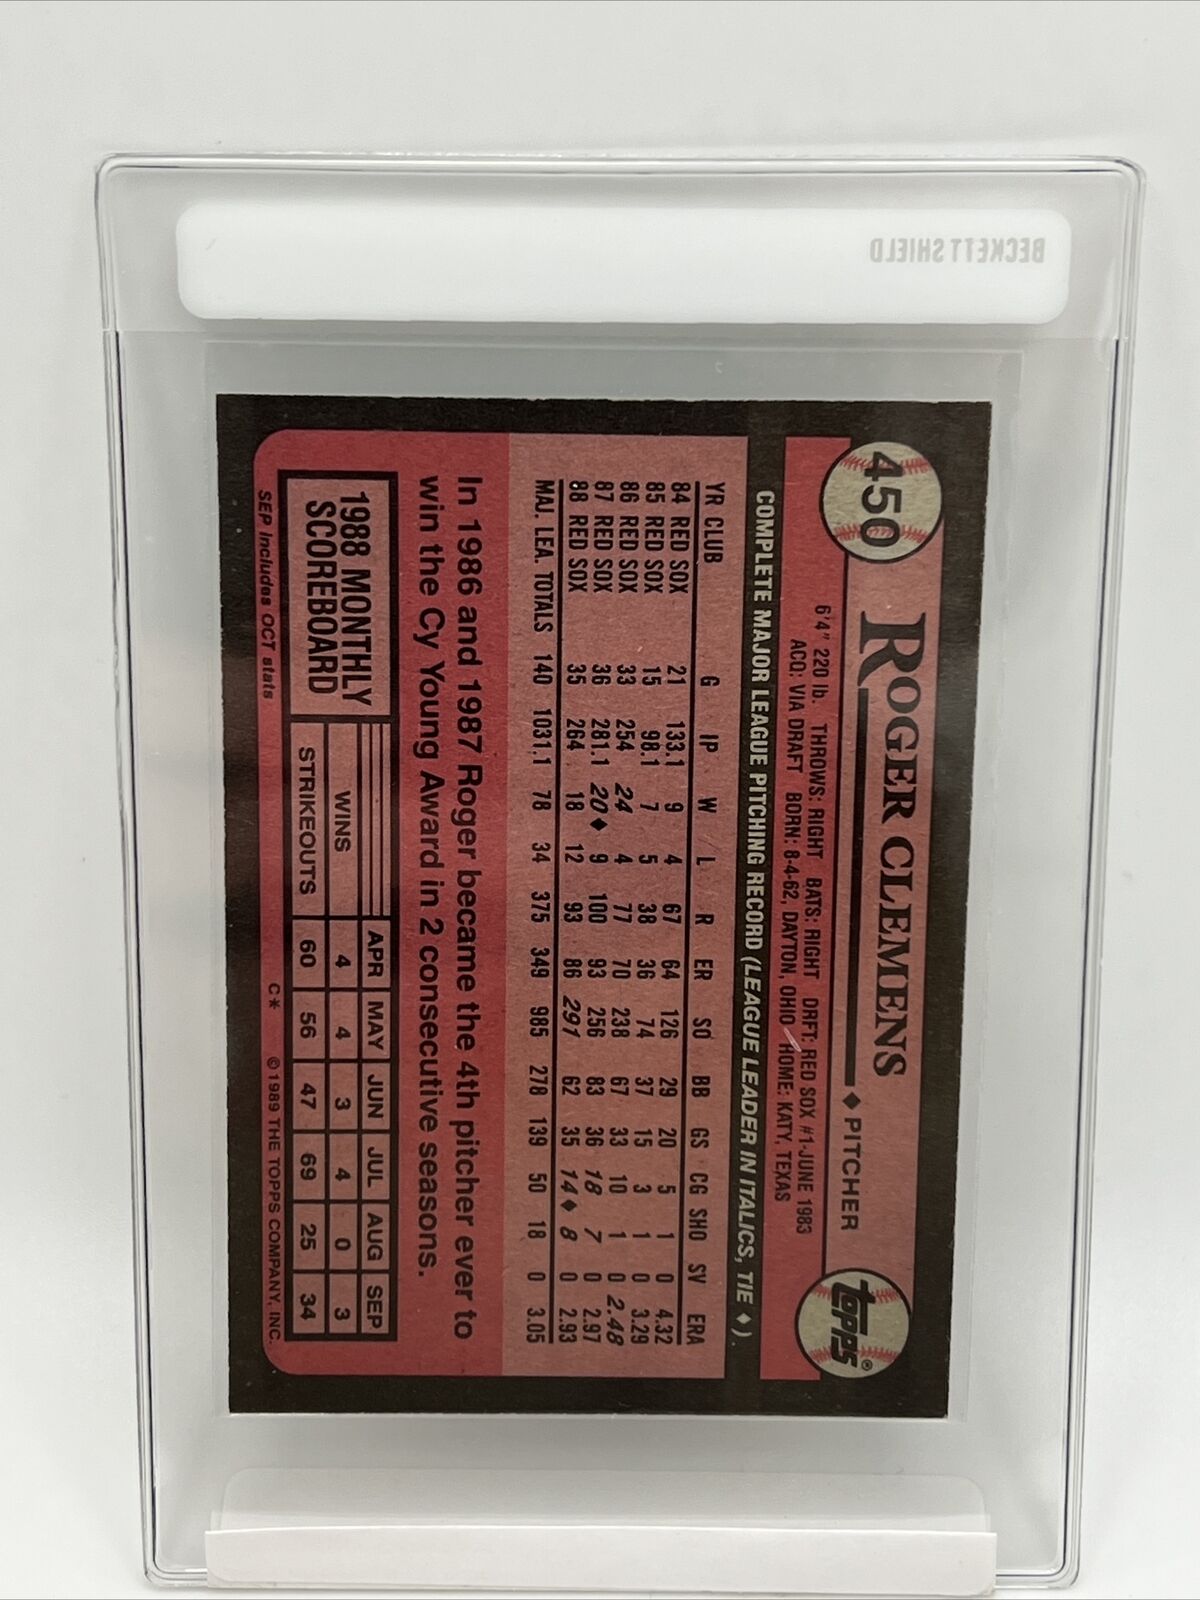 BECKETT SHIELD
450
ROGER CLEMENS
♦ PITCHER
topps®
6'4" 220 lb. THROWS: RIGHT BATS: RIGHT DRFT: RED SOX #1-JUNE 1983
ACQ: VIA DRAFT BORN: 8-4-62, DAYTON, OHIO HOME: KATY, TEXAS
COMPLETE MAJOR LEAGUE PITCHING RECORD (LEAGUE LEADER IN ITALICS, TIE ♦).
YR CLUB G IP W L R ER SO BB GS CG SHO SV ERA
84 RED SOX 21 133.1 9 4 67 64 126 29 20 5 1 0 4.32
85 RED SOX 15 98.1 7 5 38 36 74 37 15 3 1 0 3.29
86 RED SOX 33 254 24 4 77 70 238 67 33 10 1 0 2.48
87 RED SOX 36 281.1 20♦ 9 100 93 256 83 36 18 7 0 2.97
88 RED SOX 35 264 18 12 93 86 291 62 35 14♦ 8 0 2.93
MAJ. LEA. TOTALS 140 1031.1 78 34 375 349 985 278 139 50 18 0 3.05
In 1986 and 1987 Roger became the 4th pitcher ever to
win the Cy Young Award in 2 consecutive seasons.
1988 MONTHLY
SCOREBOARD
APR MAY JUN JUL AUG SEP
WINS 4 4 3 4 0 3
STRIKEOUTS 60 56 47 69 25 34
SEP includes OCT stats
C* ©1989 THE TOPPS COMPANY, INC.